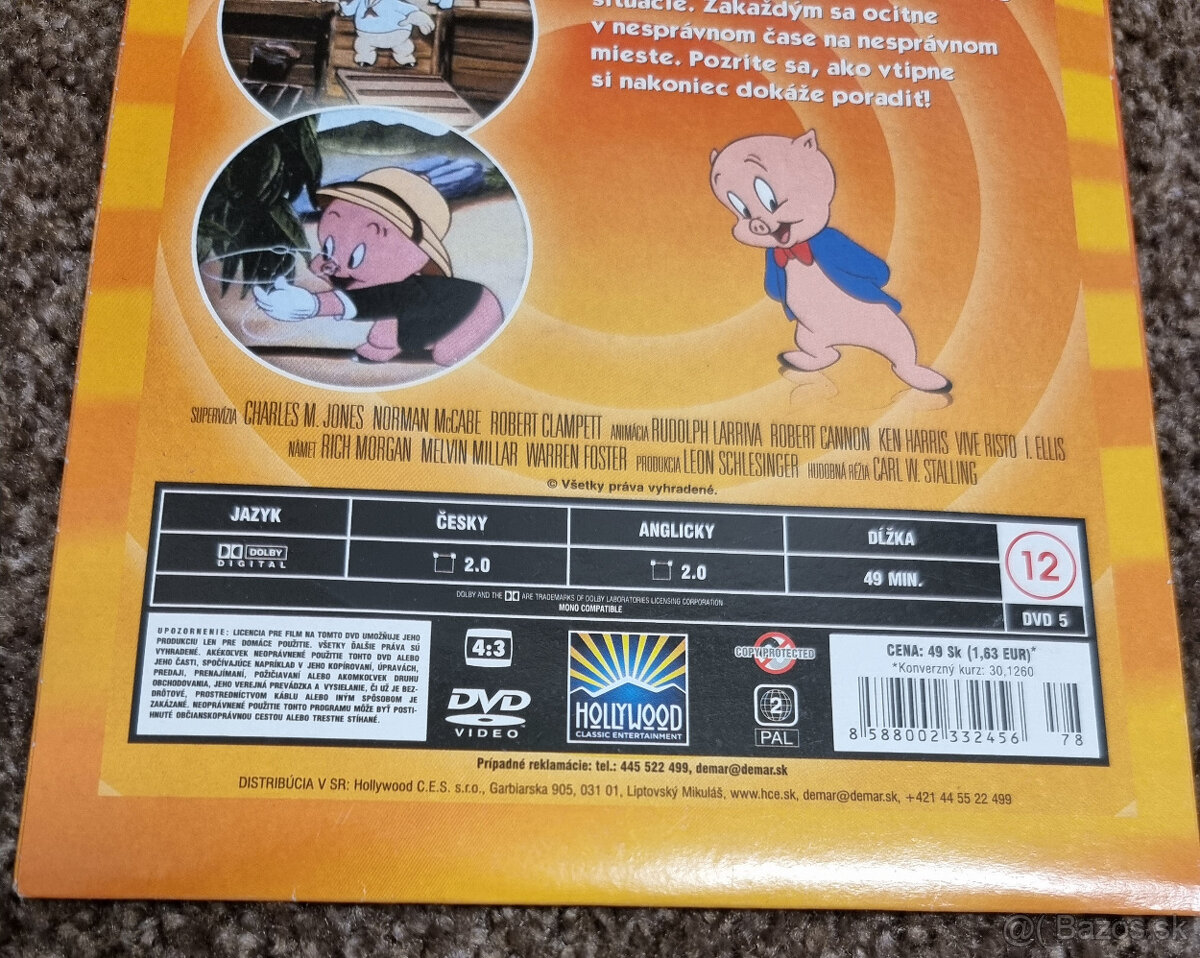 situácie. Zakaždým sa ocitne
v nesprávnom čase na nesprávnom
mieste. Pozrite sa, ako vtipne
si nakoniec dokáže poradiť!
SUPERVÍZIA CHARLES M. JONES NORMAN McCABE ROBERT CLAMPETT ANIMÁCIA RUDOLPH LARRIVA ROBERT CANNON KEN HARRIS VIVE RISTO I. ELLIS
NÁMET RICH MORGAN MELVIN MILLAR WARREN FOSTER PRODUKCIA LEON SCHLESINGER HUDOBNÁ RÉŽIA CARL W. STALLING
© Všetky práva vyhradené.
JAZYK ČESKY ANGLICKY DĹŽKA
DOLBY DIGITAL 2.0 2.0 49 MIN.
12
DOLBY AND THE ARE TRADEMARKS OF DOLBY LABORATORIES LICENSING CORPORATION
MONO COMPATIBLE
DVD 5
UPOZORNENIE: LICENCIA PRE FILM NA TOMTO DVD UMOŽŇUJE JEHO
PRODUKCIU LEN PRE DOMÁCE POUŽITIE. VŠETKY ĎALŠIE PRÁVA SÚ
VYHRADENÉ. AKÉKOĽVEK NEOPRÁVNENÉ POUŽITIE TOHTO DVD ALEBO
JEHO ČASTI, SPOČÍVAJÚCE NAPRÍKLAD V JEHO KOPÍROVANÍ, ÚPRAVÁCH,
PREDAJI, PRENAJÍMANÍ, POŽIČIAVANÍ ALEBO AKOMKOĽVEK DRUHU
OBCHODOVANIA, JEHO VEREJNÁ PREVÁDZKA A VYSIELANIE, ČI UŽ JE BEZ-
DRÔTOVÉ, PROSTREDNÍCTVOM KÁBLU ALEBO INÝM SPÔSOBOM JE
ZAKÁZANÉ. NEOPRÁVNENÉ POUŽITIE TOHTO PROGRAMU MÔŽE BYŤ POSTI-
HNUTÉ OBČIANSKOPRÁVNOU CESTOU ALEBO TRESTNE STÍHANÉ.
4:3
DVD
VIDEO
HOLLYWOOD
CLASSIC ENTERTAINMENT
COPY PROTECTED
2
PAL
CENA: 49 Sk (1,63 EUR)*
*Konverzný kurz: 30,1260
8 588002 332456 78
Prípadné reklamácie: tel.: 445 522 499, demar@demar.sk
DISTRIBÚCIA V SR: Hollywood C.E.S. s.r.o., Garbiarska 905, 031 01, Liptovský Mikuláš, www.hce.sk, demar@demar.sk, +421 44 55 22 499
@( Bazos.sk